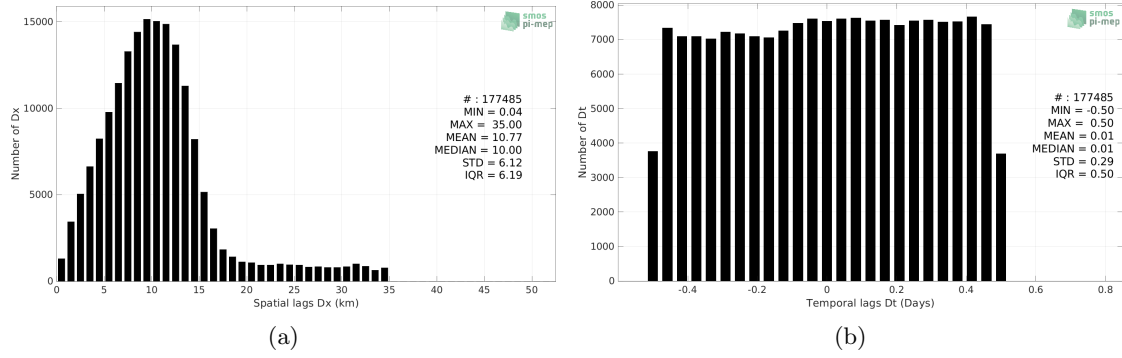 15000
10000
5000
0
0 5 10 15 20 25 30 35 40 45 50
Number of Dx
Spatial lags Dx (km)
smos
pi-mep
# : 177485
MIN = 0.04
MAX = 35.00
MEAN = 10.77
MEDIAN = 10.00
STD = 6.12
IQR = 6.19
(a)
8000
7000
6000
5000
4000
3000
2000
1000
0
-0.4 -0.2 0 0.2 0.4 0.6 0.8
Number of Dt
Temporal lags Dt (Days)
smos
pi-mep
# : 177485
MIN = -0.50
MAX = 0.50
MEAN = 0.01
MEDIAN = 0.01
STD = 0.29
IQR = 0.50
(b)